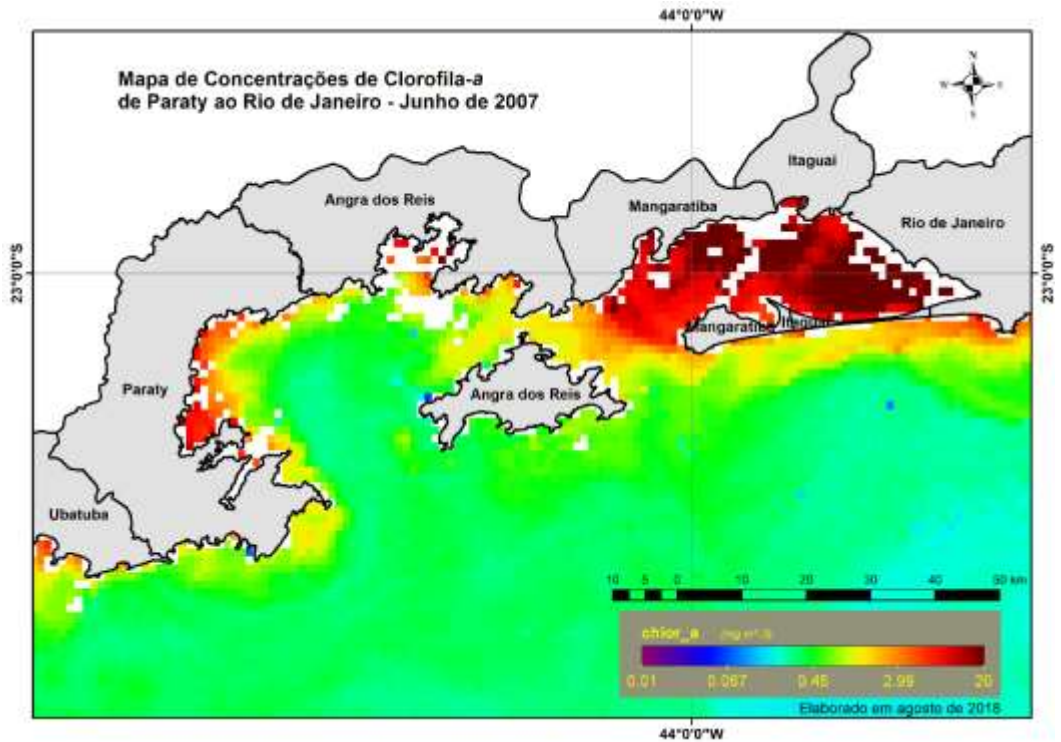 44°0'0"W
Mapa de Concentrações de Clorofila-a
de Paraty ao Rio de Janeiro - Junho de 2007
N
W E
S
Itaguaí
Angra dos Reis
Mangaratiba
Rio de Janeiro
23°0'0"S
23°0'0"S
Mangaratiba
Itaguaí
Paraty
Angra dos Reis
Ubatuba
10 5 0 10 20 30 40 50 km
chlor_a (mg m^-3)
0.01 0.067 0.45 2.99 20
Elaborado em agosto de 2018
44°0'0"W